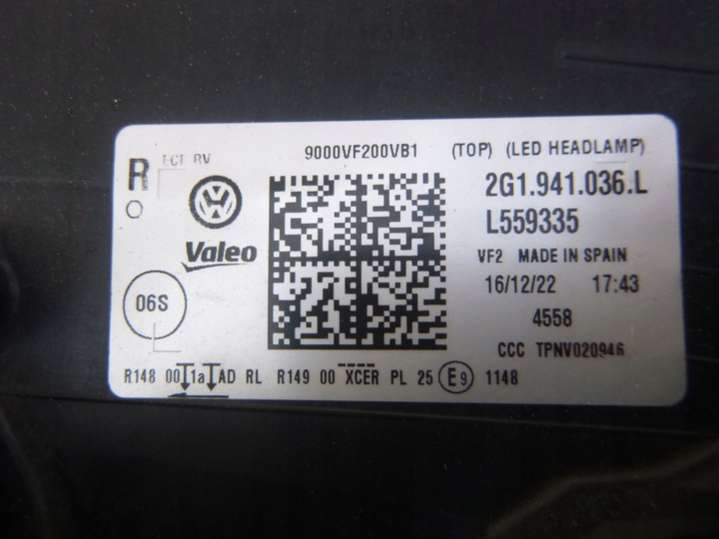 R ECE RV 9000VF200VB1 (TOP) (LED HEADLAMP)
2G1.941.036.L
Valeo L559335
VF2 MADE IN SPAIN
06S 16/12/22 17:43
4558
CCC TPNV020946
R148 00 1a AD RL R149 00 XCER PL 25 E9 1148